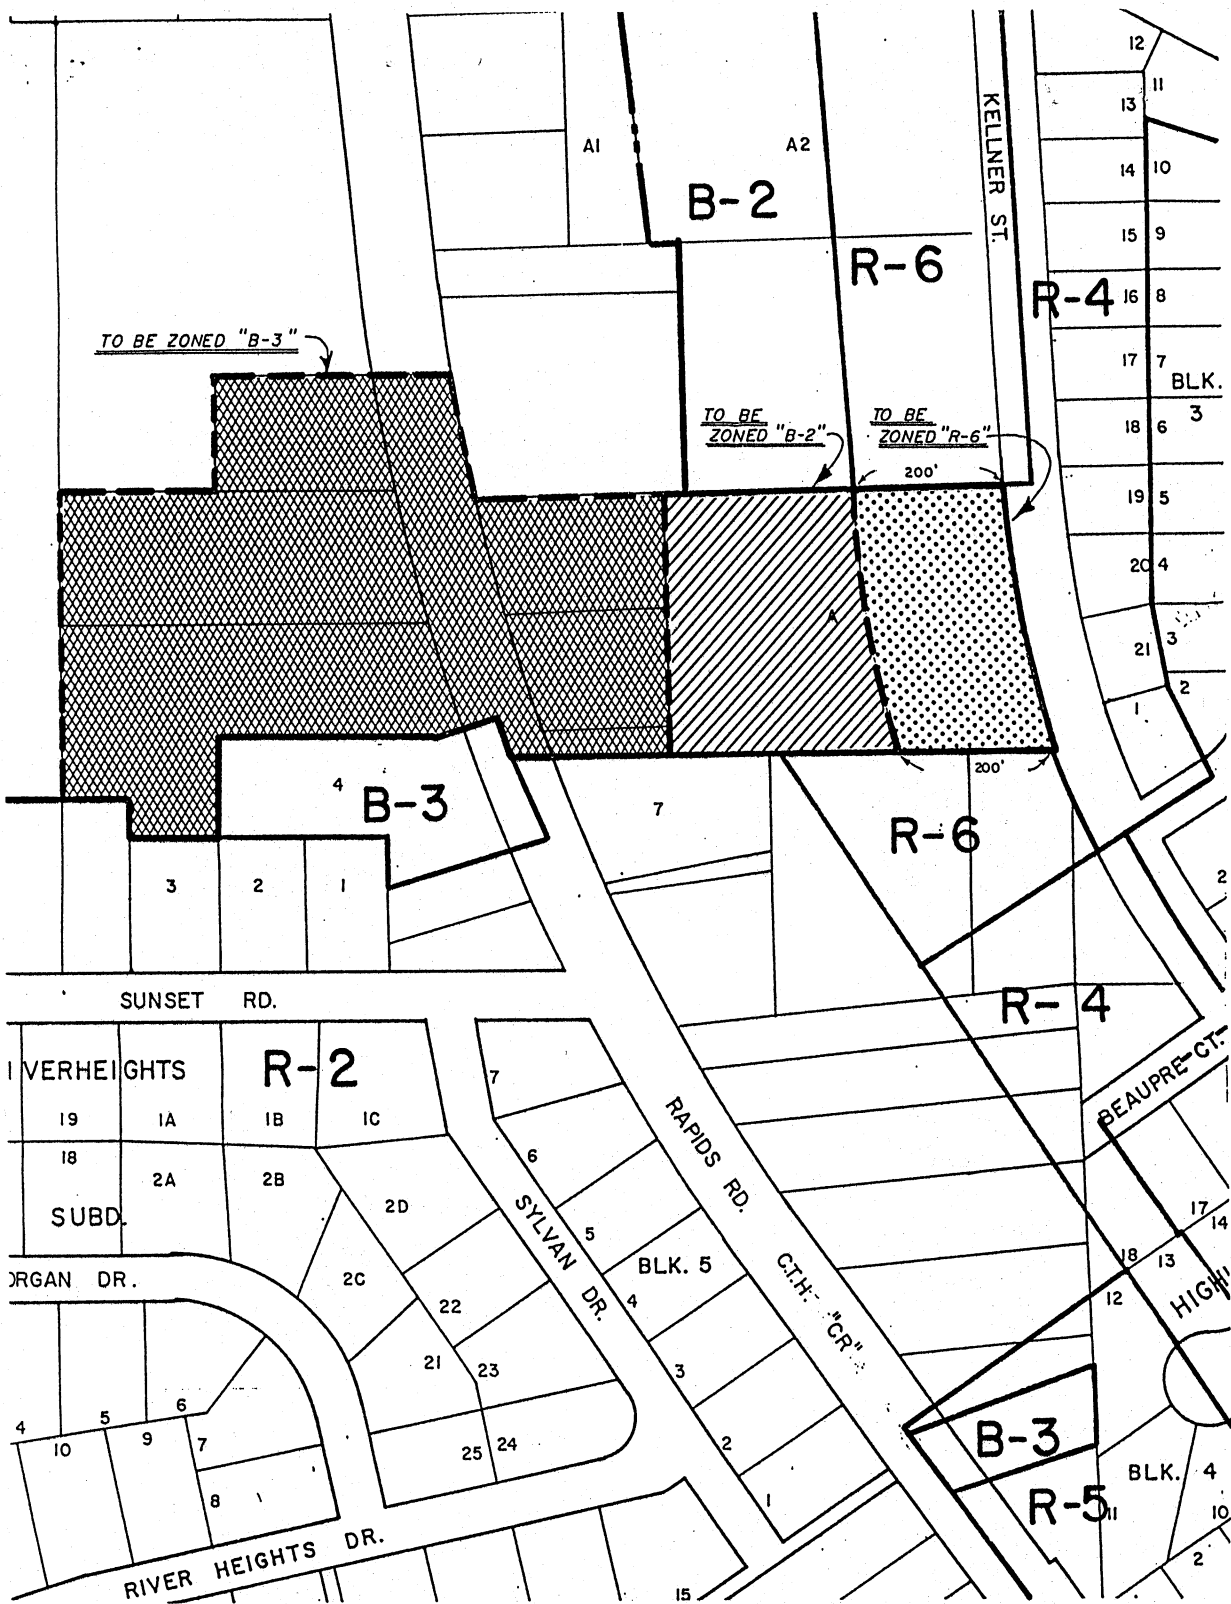 12
11
13
KELLNER ST.
A1
A2
14
10
B-2
15
9
R-6
R-4
16
8
TO BE ZONED "B-3"
17
7
BLK.
3
TO BE
ZONED "B-2"
TO BE
ZONED "R-6"
18
6
200'
19
5
20
4
A
21
3
2
1
200'
4
B-3
7
R-6
3
2
1
2
SUNSET RD.
R-4
IVERHEIGHTS
R-2
7
BEAUPRE CT.
19
1A
1B
1C
RAPIDS RD.
18
2A
2B
6
2D
SUBD.
SYLVAN DR.
17
14
5
BLK. 5
18
13
ORGAN DR.
2C
C.T.H. "CR"
HIGH
4
12
22
21
23
3
6
5
4
10
9
7
2
25
24
B-3
BLK. 4
8
1
R-5
11
10
RIVER HEIGHTS DR.
2
15